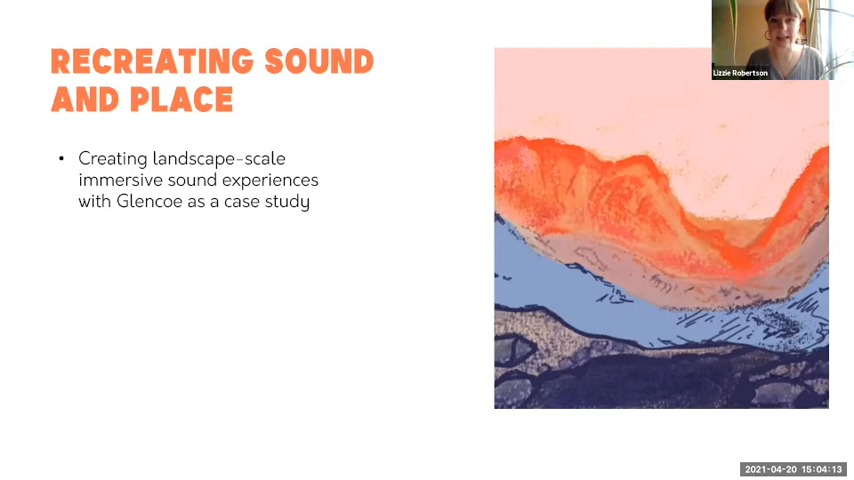 RECREATING SOUND
AND PLACE
• Creating landscape-scale
immersive sound experiences
with Glencoe as a case study
Lizzie Robertson
2021-04-20 15:04:13